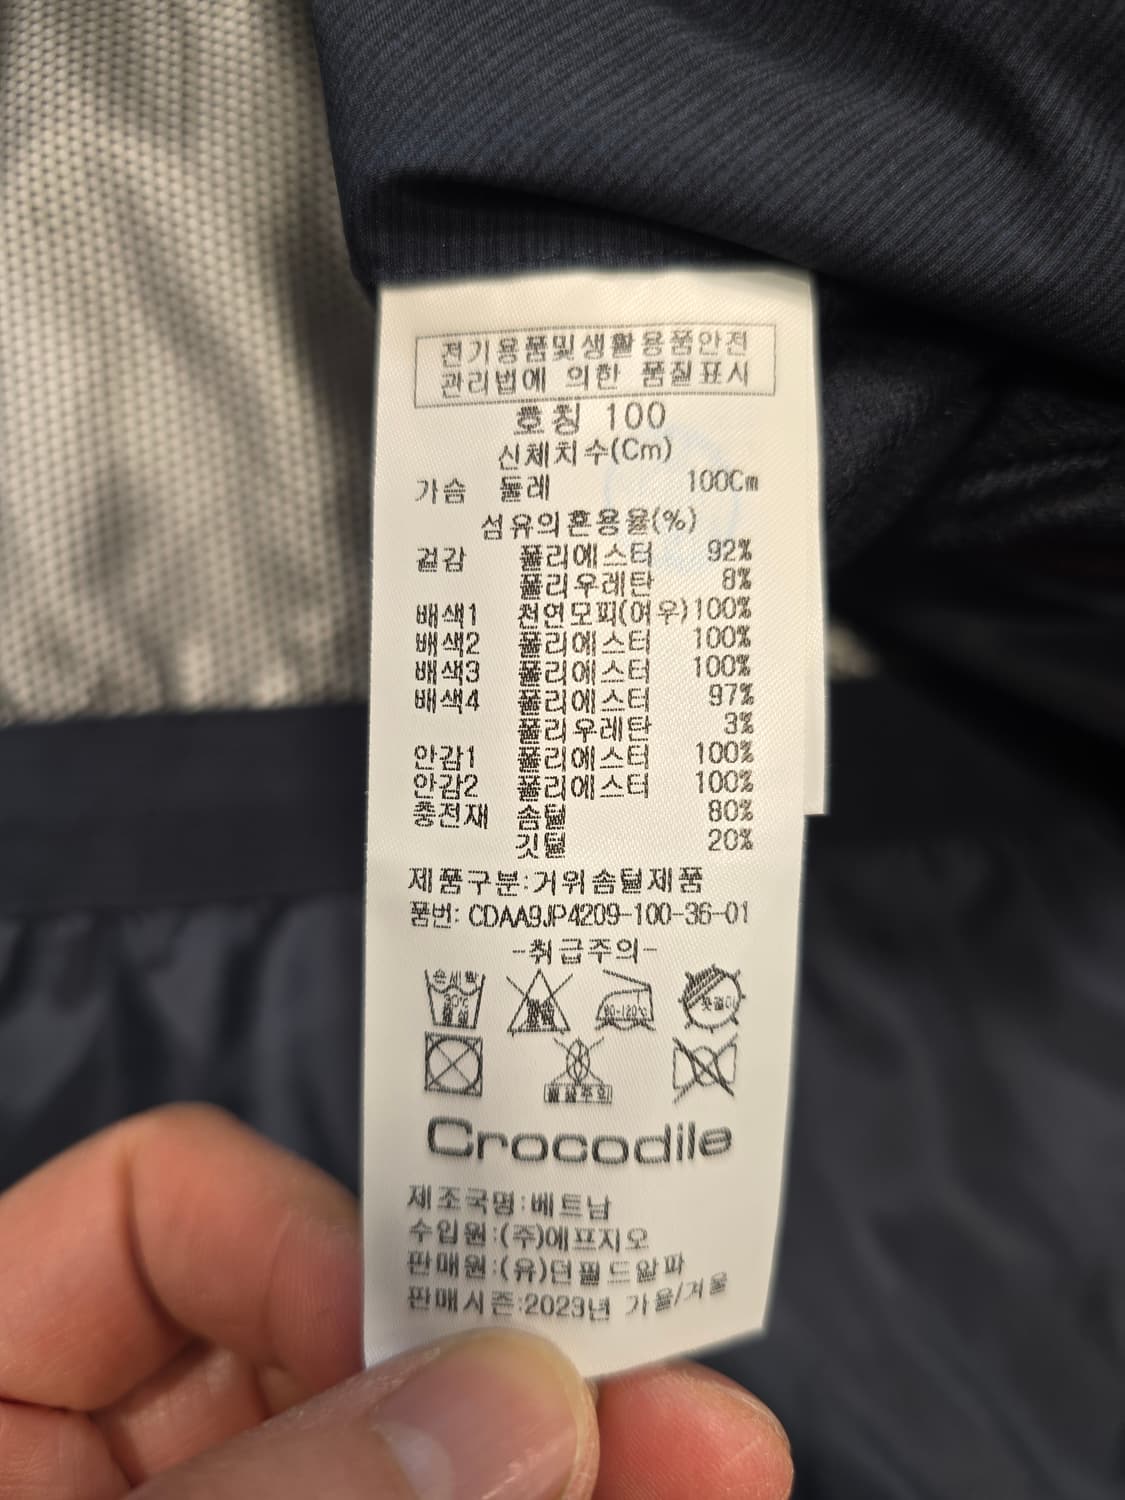 전기용품및생활용품안전
관리법에 의한 품질표시
호칭 100
신체치수(Cm)
가슴 둘레 100Cm
섬유의혼용율(%)
겉감 폴리에스터 92%
폴리우레탄 8%
배색1 천연모피(여우)100%
배색2 폴리에스터 100%
배색3 폴리에스터 100%
배색4 폴리에스터 97%
폴리우레탄 3%
안감1 폴리에스터 100%
안감2 폴리에스터 100%
충전재 솜털 80%
깃털 20%
제품구분:거위솜털제품
품번: CDAA9JP4209-100-36-01
-취급주의-
손세탁
30℃
80-120℃
옷걸이
Crocodile
제조국명:베트남
수입원:(주)에프지오
판매원:(유)던필드알파
판매시즌:2023년 가을/겨울